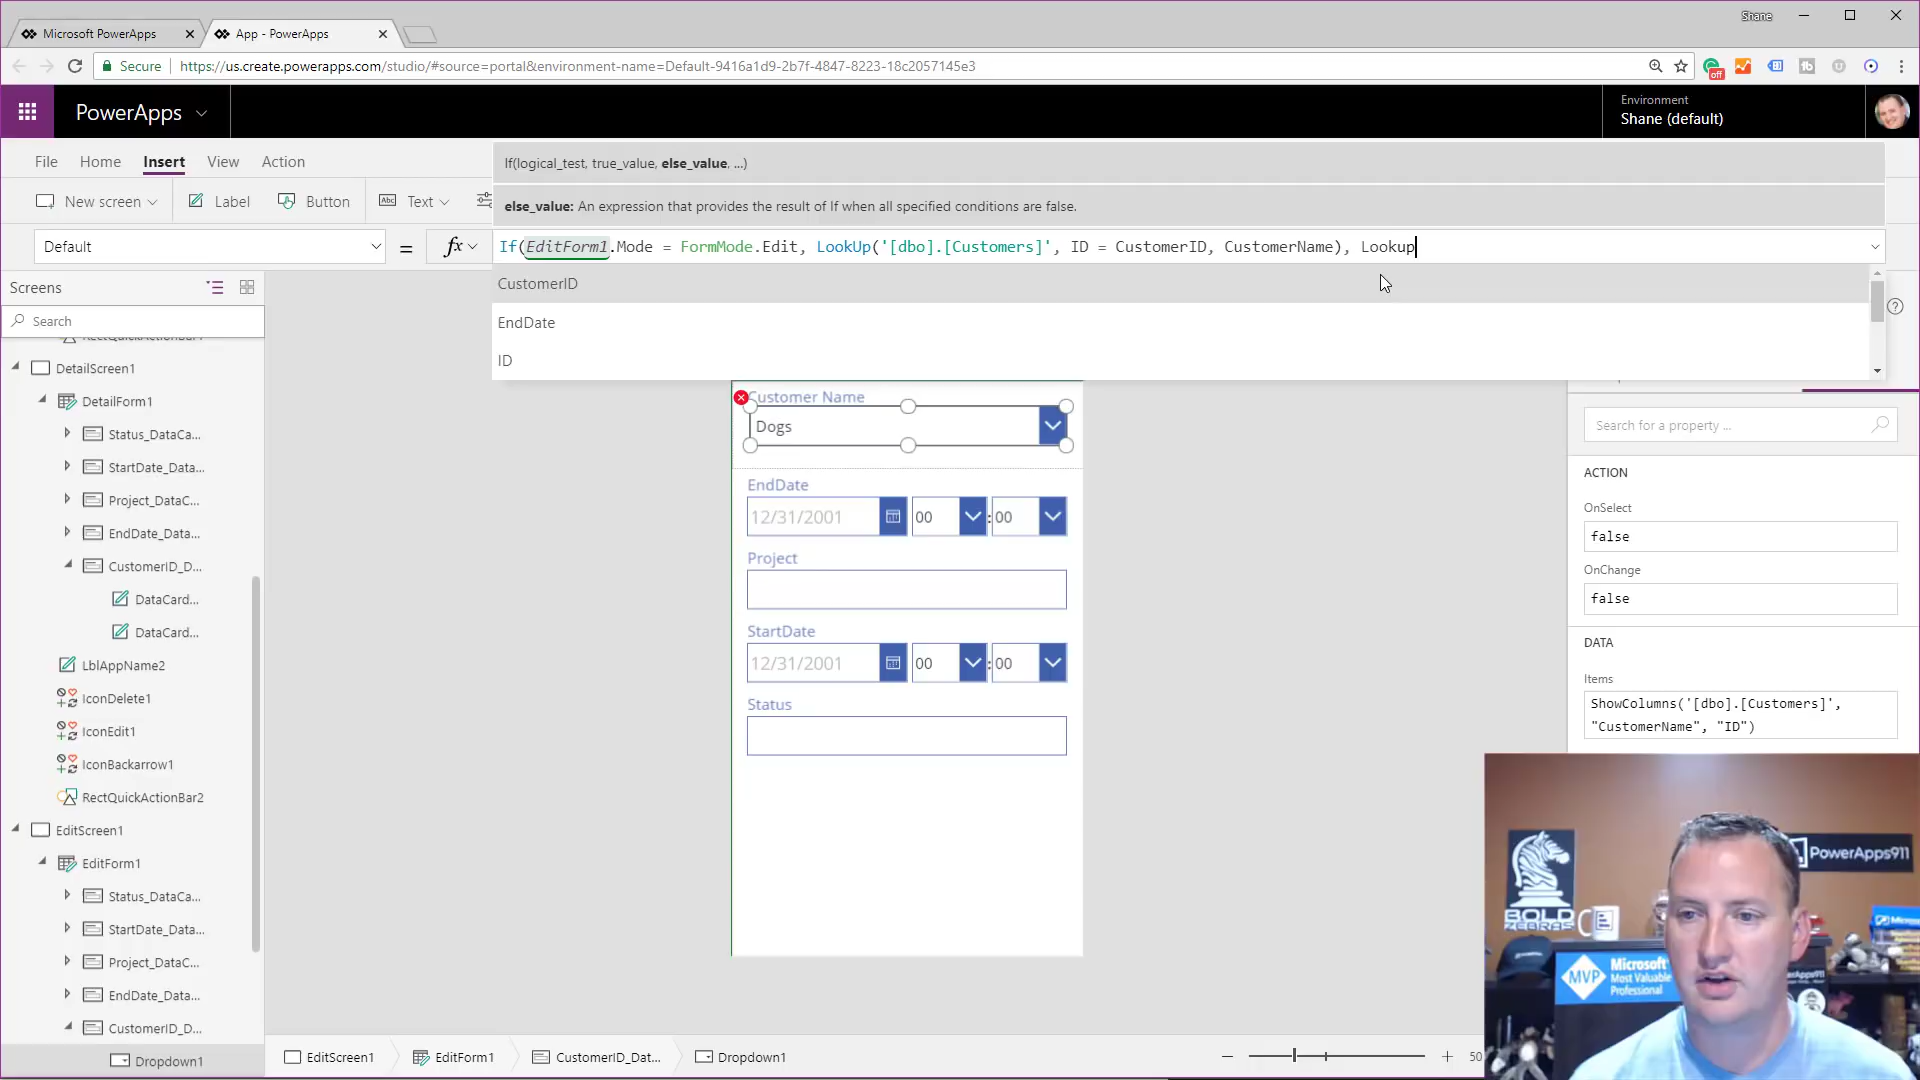 Shane
Microsoft PowerApps
App - PowerApps
Secure
https://us.create.powerapps.com/studio/#source=portal&environment-name=Default-9416a1d9-2b7f-4847-8223-18c2057145e3
off
PowerApps
Environment
Shane (default)
File
Home
Insert
View
Action
If(logical_test, true_value, else_value, ...)
New screen
Label
Button
Abc
Text
else_value: An expression that provides the result of If when all specified conditions are false.
Default
=
fx
If(EditForm1.Mode = FormMode.Edit, LookUp('[dbo].[Customers]', ID = CustomerID, CustomerName), Lookup
CustomerID
EndDate
ID
Screens
Search
DetailScreen1
DetailForm1
Status_DataCa...
StartDate_Data...
Project_DataC...
EndDate_Data...
CustomerID_D...
DataCard...
DataCard...
LblAppName2
IconDelete1
IconEdit1
IconBackarrow1
RectQuickActionBar2
EditScreen1
EditForm1
Status_DataCa...
StartDate_Data...
Project_DataC...
EndDate_Data...
CustomerID_D...
Dropdown1
Customer Name
Dogs
EndDate
12/31/2001
00
:
00
Project
StartDate
12/31/2001
00
:
00
Status
Search for a property ...
ACTION
OnSelect
false
OnChange
false
DATA
Items
ShowColumns('[dbo].[Customers]',
"CustomerName", "ID")
EditScreen1
EditForm1
CustomerID_Dat...
Dropdown1
50
BOLD
ZEBRAS
PowerApps911
MVP
Microsoft
Most Valuable
Professional